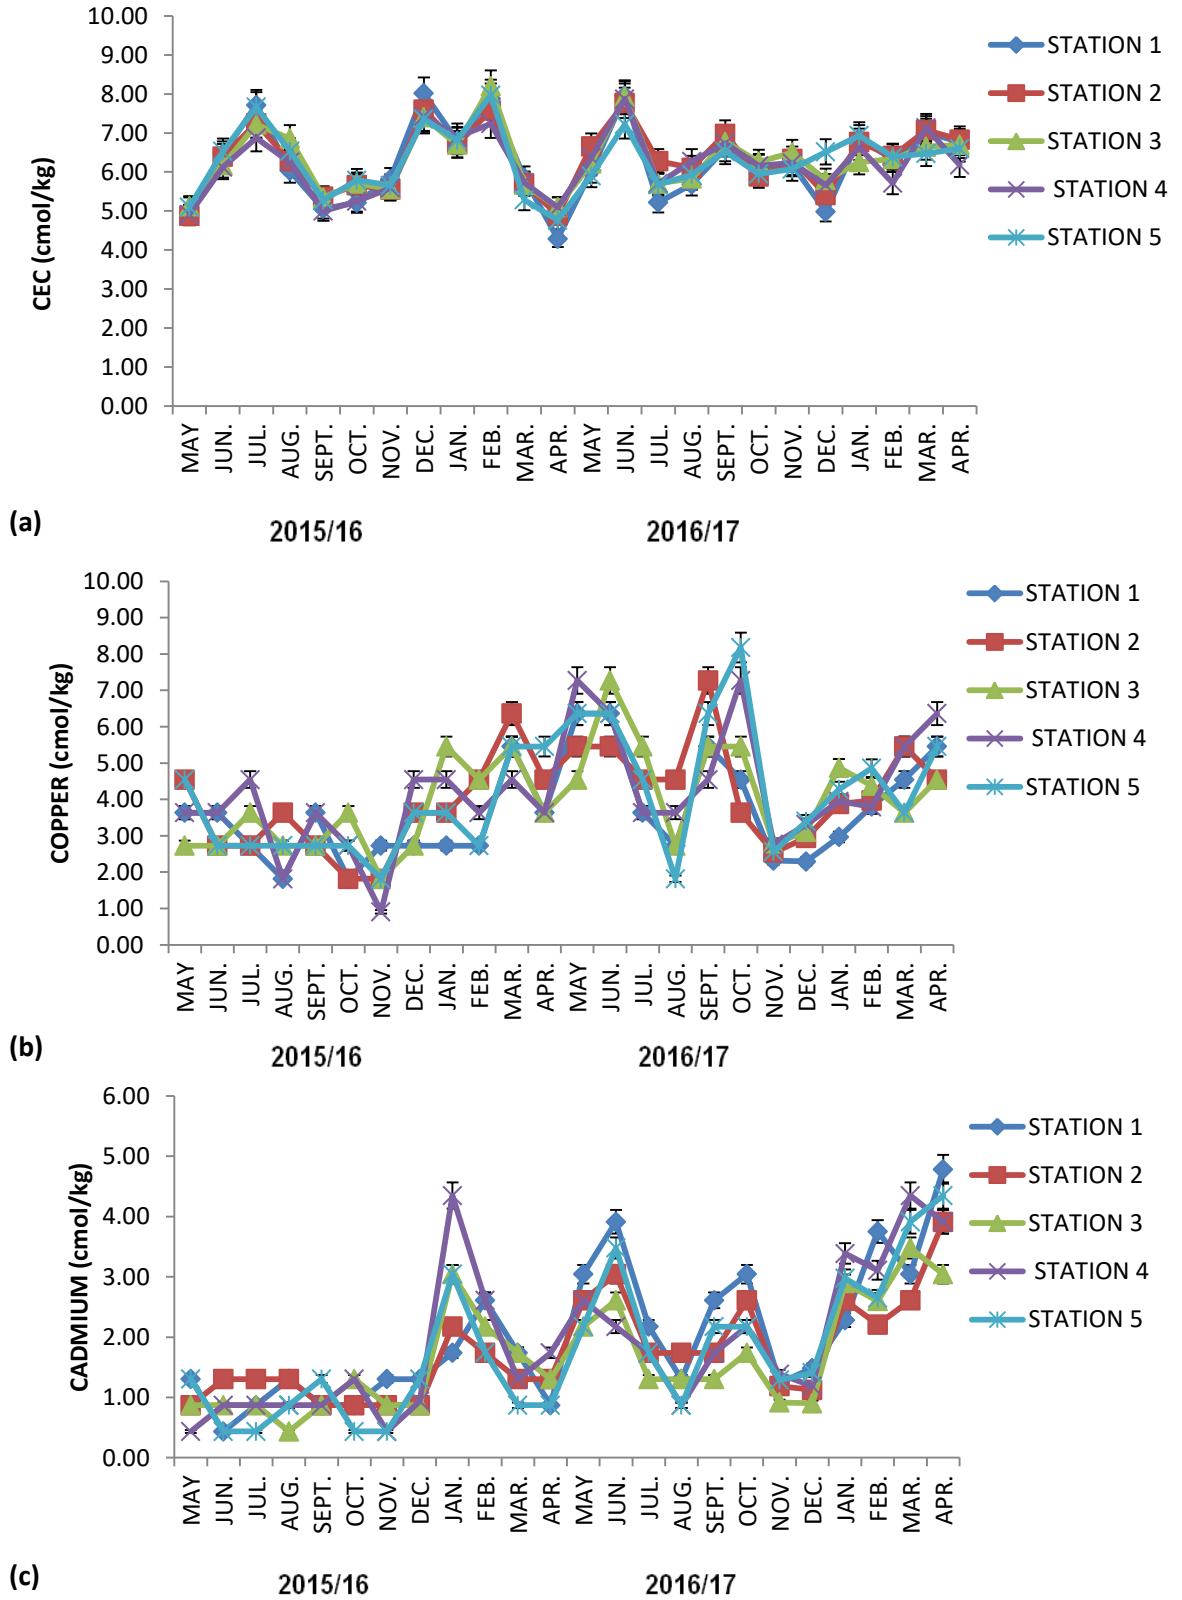 10.00
9.00
8.00
7.00
6.00
5.00
4.00
3.00
2.00
1.00
0.00
CEC (cmol/kg)
MAY JUN. JUL. AUG. SEPT. OCT. NOV. DEC. JAN. FEB. MAR. APR. MAY JUN. JUL. AUG. SEPT. OCT. NOV. DEC. JAN. FEB. MAR. APR.
STATION 1
STATION 2
STATION 3
STATION 4
STATION 5
(a)
2015/16 2016/17
10.00
9.00
8.00
7.00
6.00
5.00
4.00
3.00
2.00
1.00
0.00
COPPER (cmol/kg)
MAY JUN. JUL. AUG. SEPT. OCT. NOV. DEC. JAN. FEB. MAR. APR. MAY JUN. JUL. AUG. SEPT. OCT. NOV. DEC. JAN. FEB. MAR. APR.
STATION 1
STATION 2
STATION 3
STATION 4
STATION 5
(b)
2015/16 2016/17
6.00
5.00
4.00
3.00
2.00
1.00
0.00
CADMIUM (cmol/kg)
MAY JUN. JUL. AUG. SEPT. OCT. NOV. DEC. JAN. FEB. MAR. APR. MAY JUN. JUL. AUG. SEPT. OCT. NOV. DEC. JAN. FEB. MAR. APR.
STATION 1
STATION 2
STATION 3
STATION 4
STATION 5
(c)
2015/16 2016/17